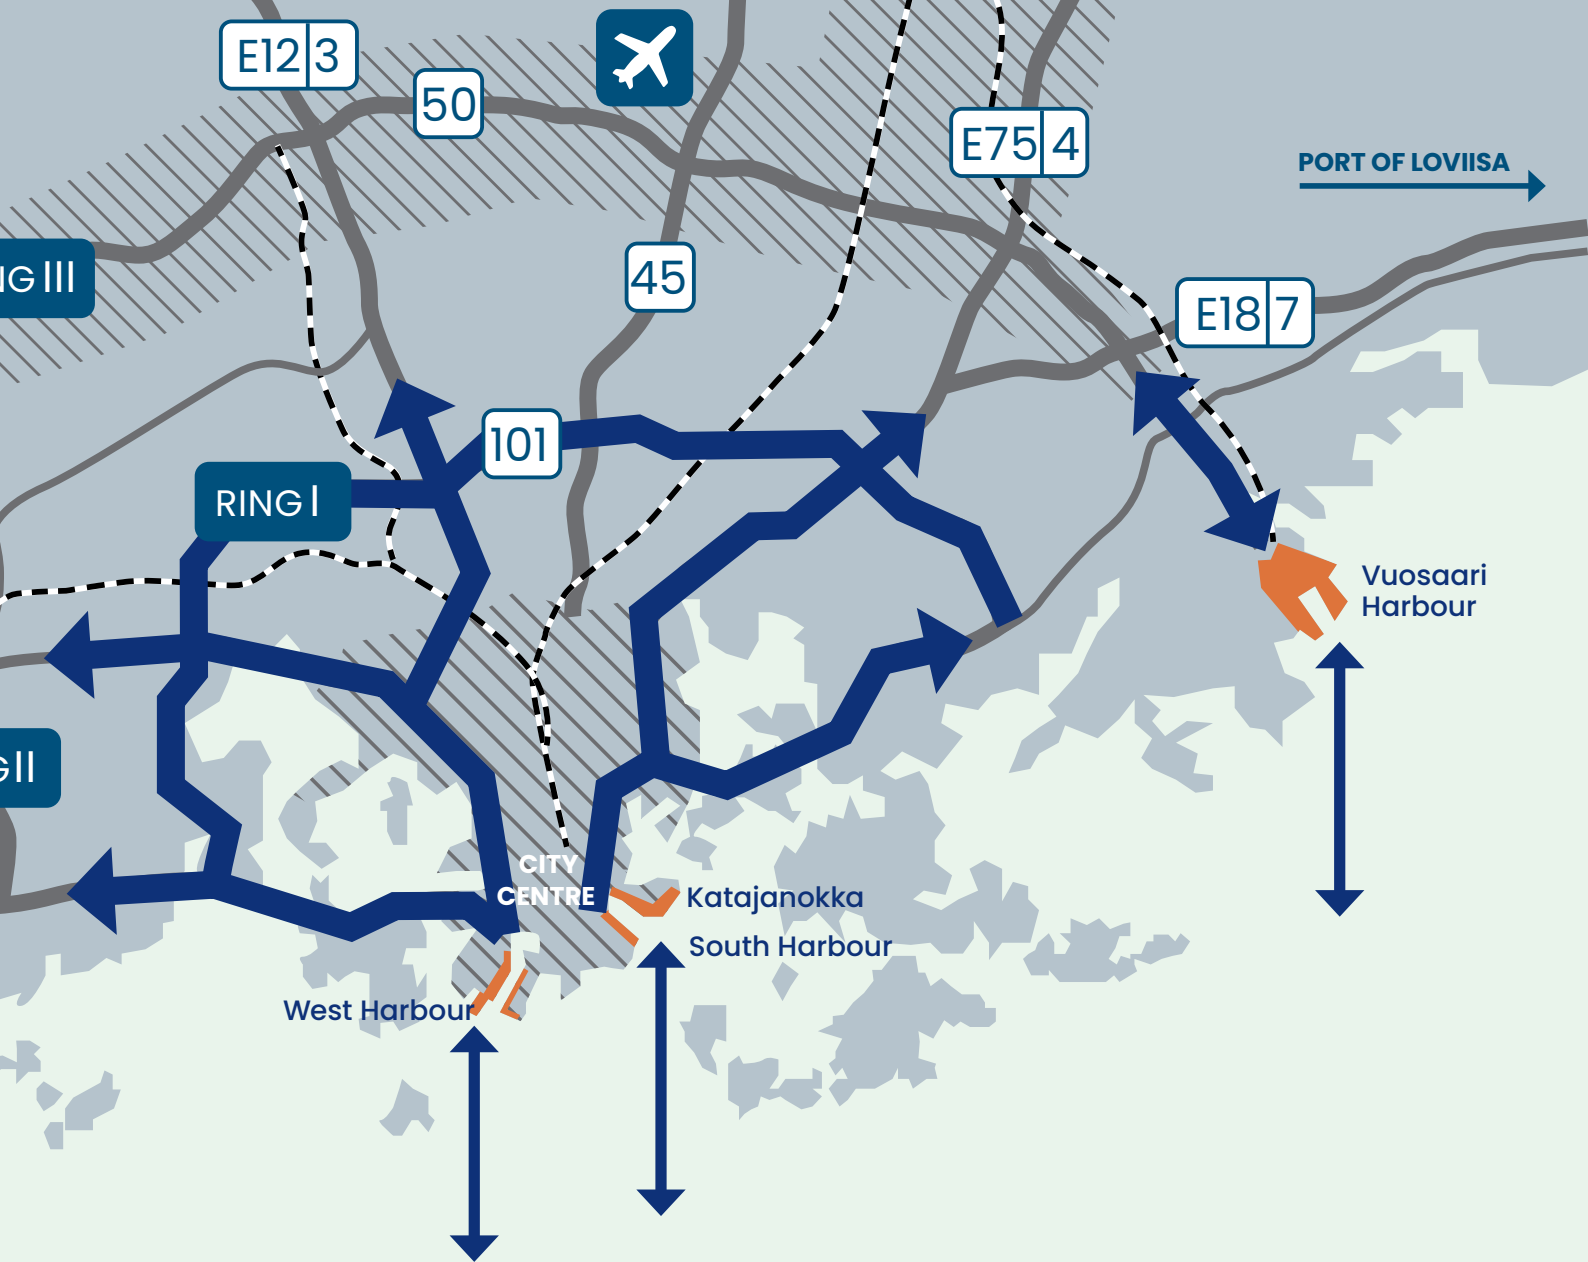 E12 3
50
E75 4
PORT OF LOVIISA
NG III
45
E18 7
101
RING I
Vuosaari
Harbour
G II
CITY
CENTRE
Katajanokka
South Harbour
West Harbour